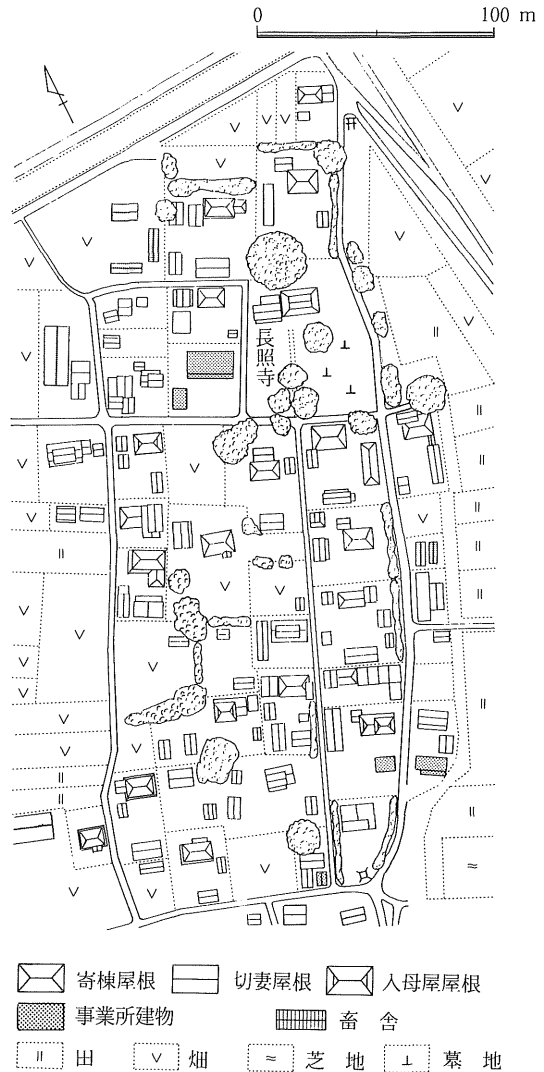 0 100 m
長照寺
寄棟屋根 切妻屋根 入母屋屋根
事業所建物 畜舎
田 畑 芝地 墓地